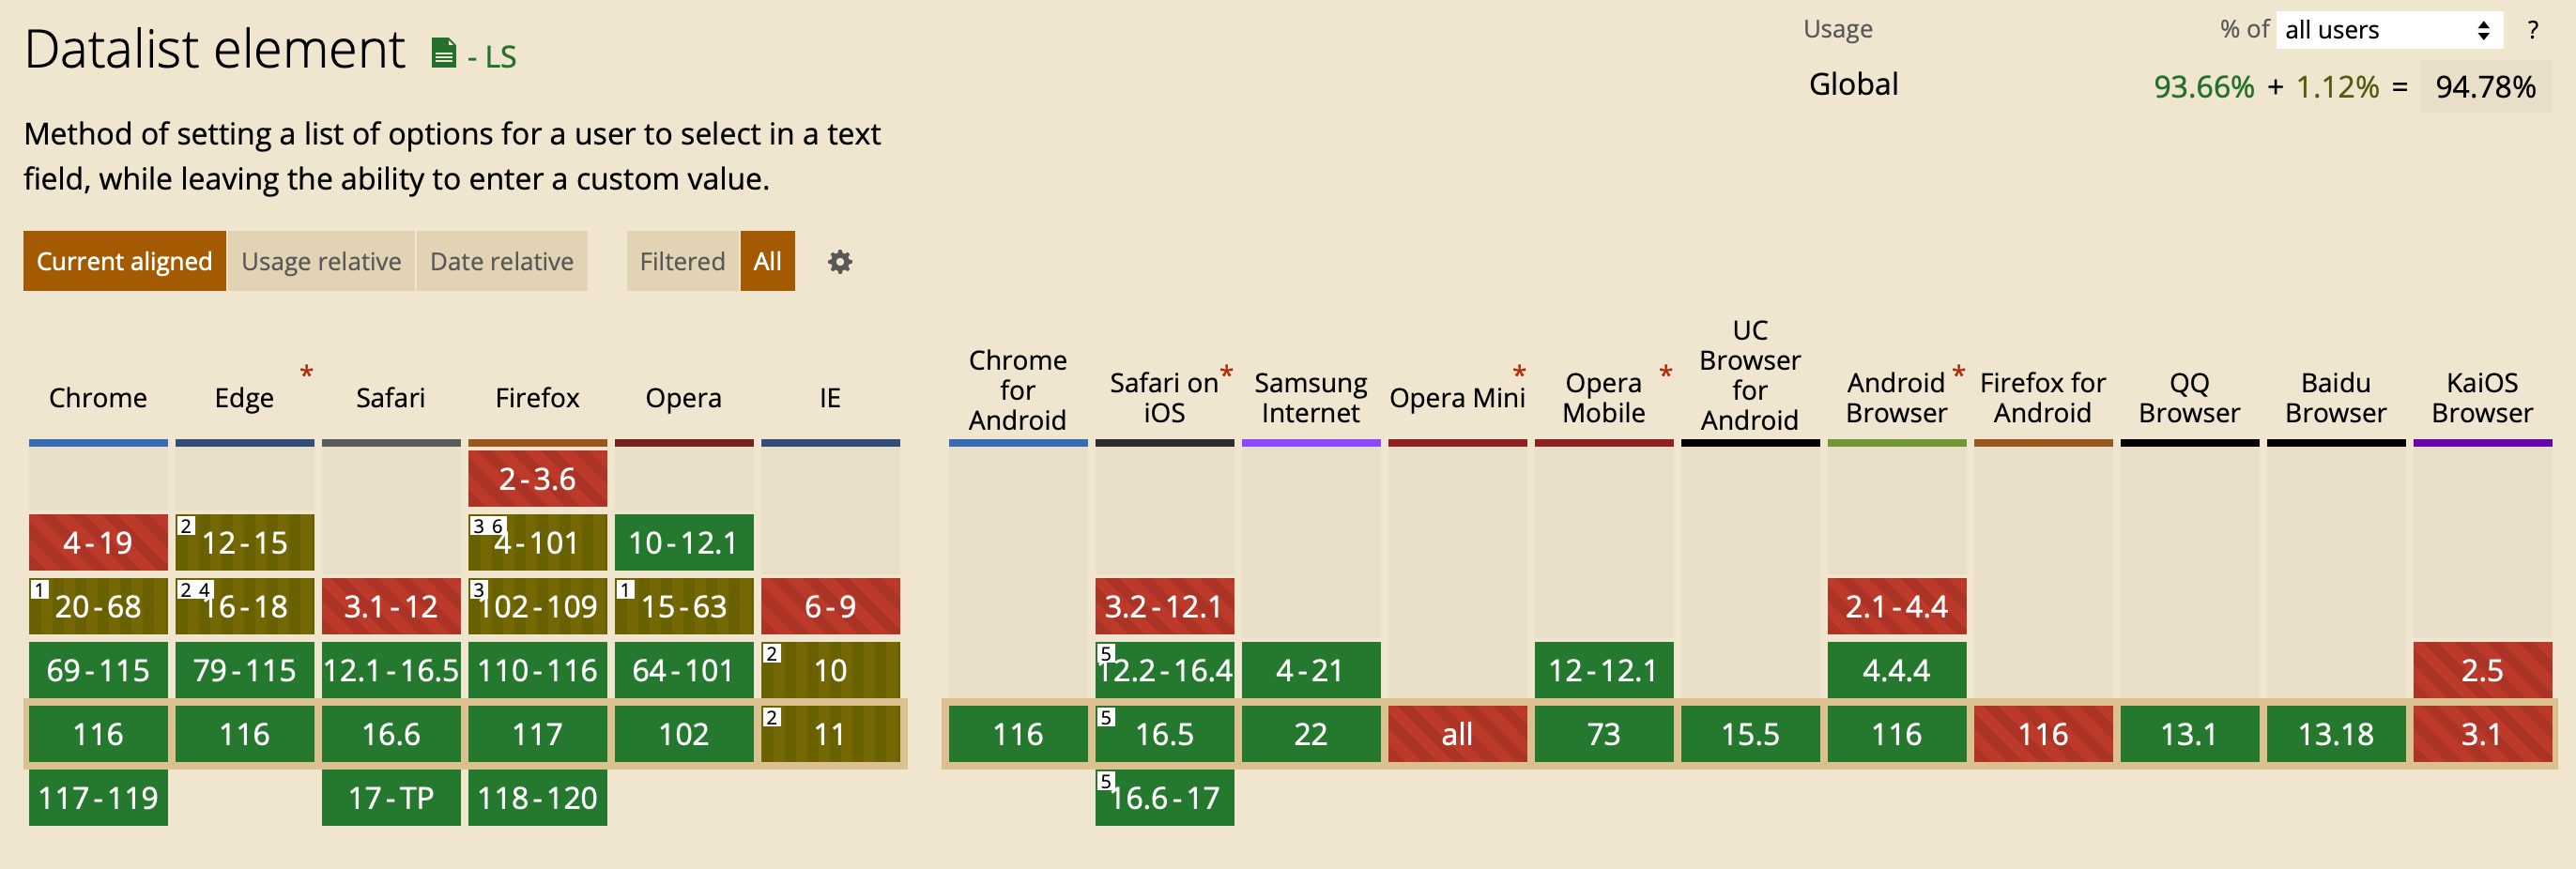 Datalist element - LS
Usage % of all users ?
Global 93.66% + 1.12% = 94.78%
Method of setting a list of options for a user to select in a text
field, while leaving the ability to enter a custom value.
Current aligned Usage relative Date relative Filtered All
Chrome
Edge *
Safari
Firefox
Opera
IE
Chrome
for
Android
Safari on *
iOS
Samsung
Internet
Opera Mini *
Opera *
Mobile
UC
Browser
for
Android
Android *
Browser
Firefox for
Android
QQ
Browser
Baidu
Browser
KaiOS
Browser
2-3.6
4-19 2 12-15 3 6 4-101 10-12.1
1 20-68 2 4 16-18 3.1-12 3 102-109 1 15-63 6-9 3.2-12.1 2.1-4.4
69-115 79-115 12.1-16.5 110-116 64-101 2 10 5 12.2-16.4 4-21 12-12.1 4.4.4 2.5
116 116 16.6 117 102 2 11 116 5 16.5 22 all 73 15.5 116 116 13.1 13.18 3.1
117-119 17-TP 118-120 5 16.6-17